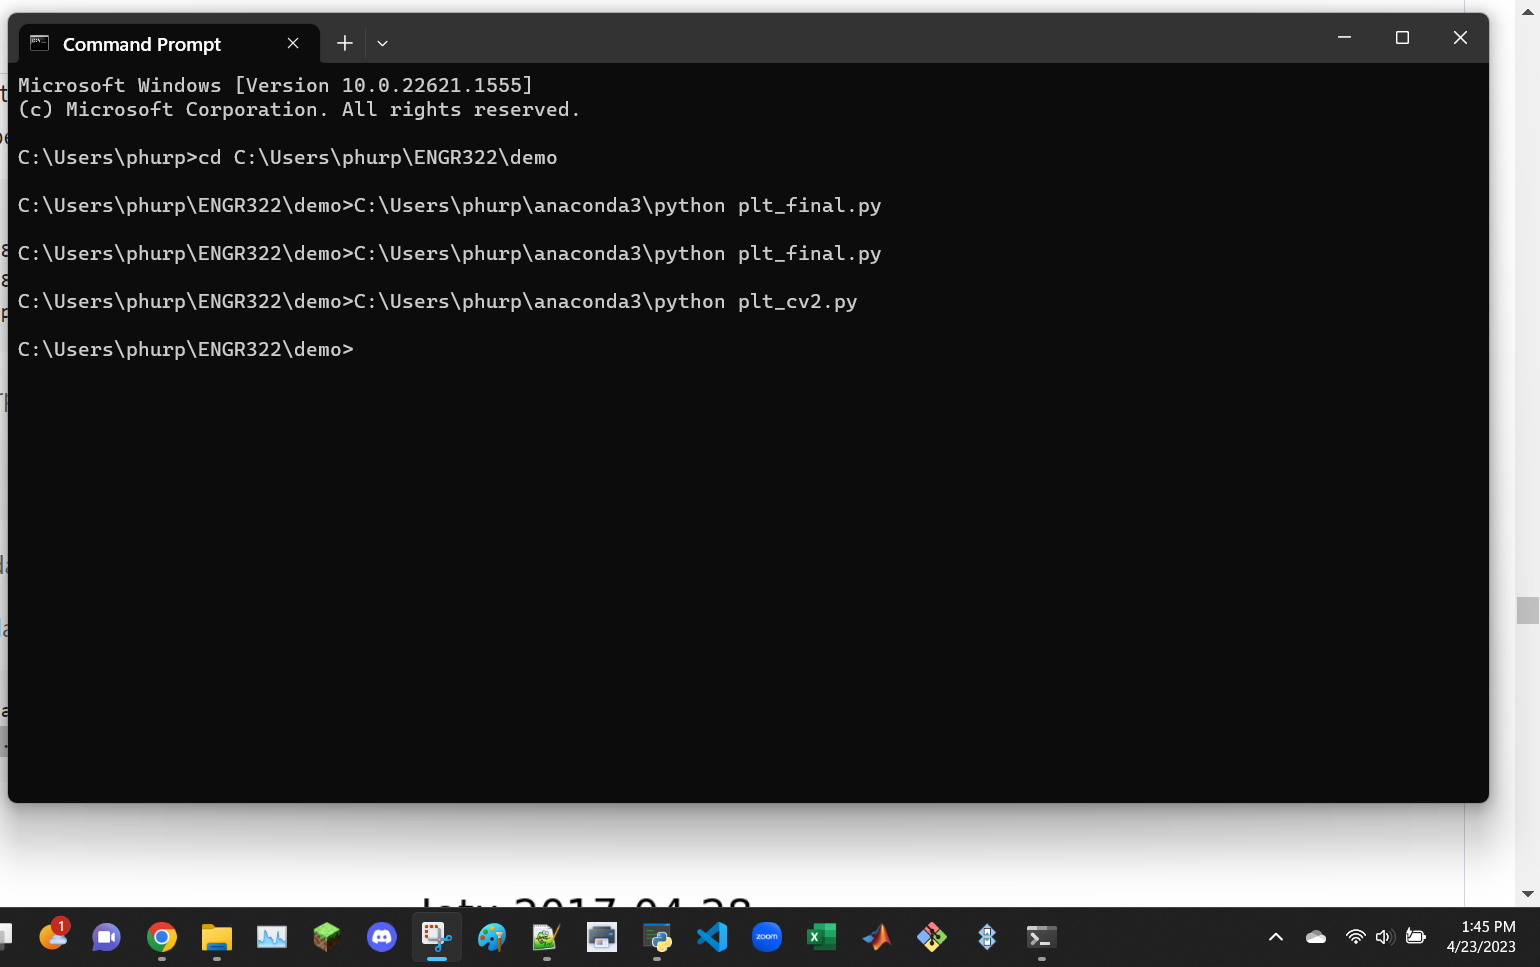 Command Prompt
Microsoft Windows [Version 10.0.22621.1555]
(c) Microsoft Corporation. All rights reserved.
C:\Users\phurp>cd C:\Users\phurp\ENGR322\demo
C:\Users\phurp\ENGR322\demo>C:\Users\phurp\anaconda3\python plt_final.py
C:\Users\phurp\ENGR322\demo>C:\Users\phurp\anaconda3\python plt_final.py
C:\Users\phurp\ENGR322\demo>C:\Users\phurp\anaconda3\python plt_cv2.py
C:\Users\phurp\ENGR322\demo>
2017-04-28
1
zoom
1:45 PM
4/23/2023